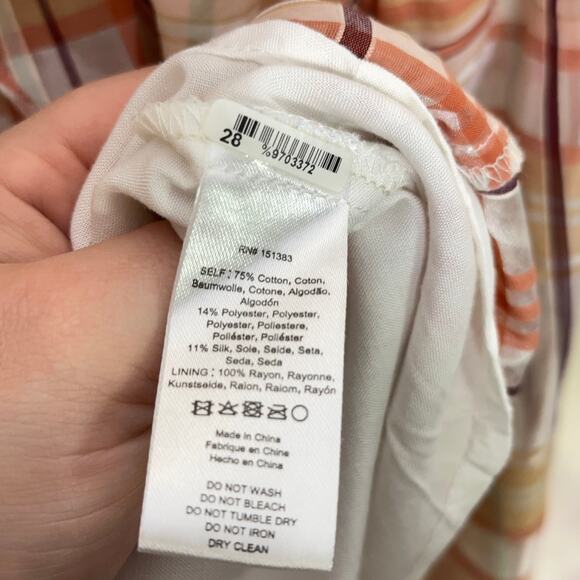 28
%9703372
RN# 151383
SELF : 75% Cotton, Coton,
Baumwolle, Cotone, Algodão,
Algodón
14% Polyester, Polyester,
Polyester, Poliestere,
Poliéster, Poliéster
11% Silk, Soie, Seide, Seta,
Seda, Seda
LINING : 100% Rayon, Rayonne,
Kunstseide, Raion, Raiom, Rayón
Made in China
Fabrique en China
Hecho en China
DO NOT WASH
DO NOT BLEACH
DO NOT TUMBLE DRY
DO NOT IRON
DRY CLEAN